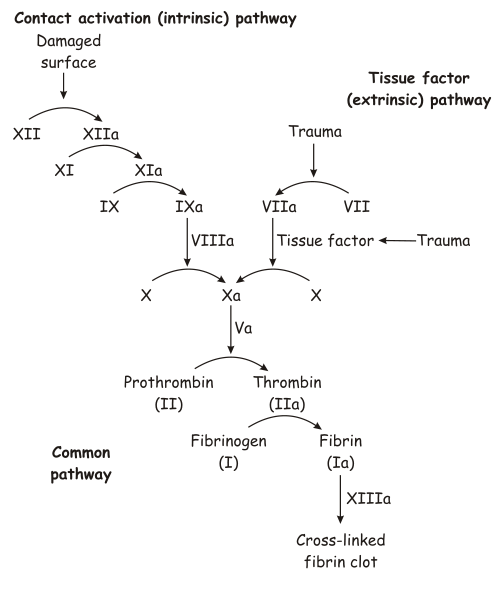 Contact activation (intrinsic) pathway
Damaged
surface
Tissue factor
(extrinsic) pathway
Trauma
XII
XIIa
XI
XIa
IX
IXa
VIIa
VII
VIIIa
Tissue factor
Trauma
X
Xa
X
Va
Prothrombin
(II)
Thrombin
(IIa)
Fibrinogen
(I)
Fibrin
(Ia)
Common
pathway
XIIIa
Cross-linked
fibrin clot